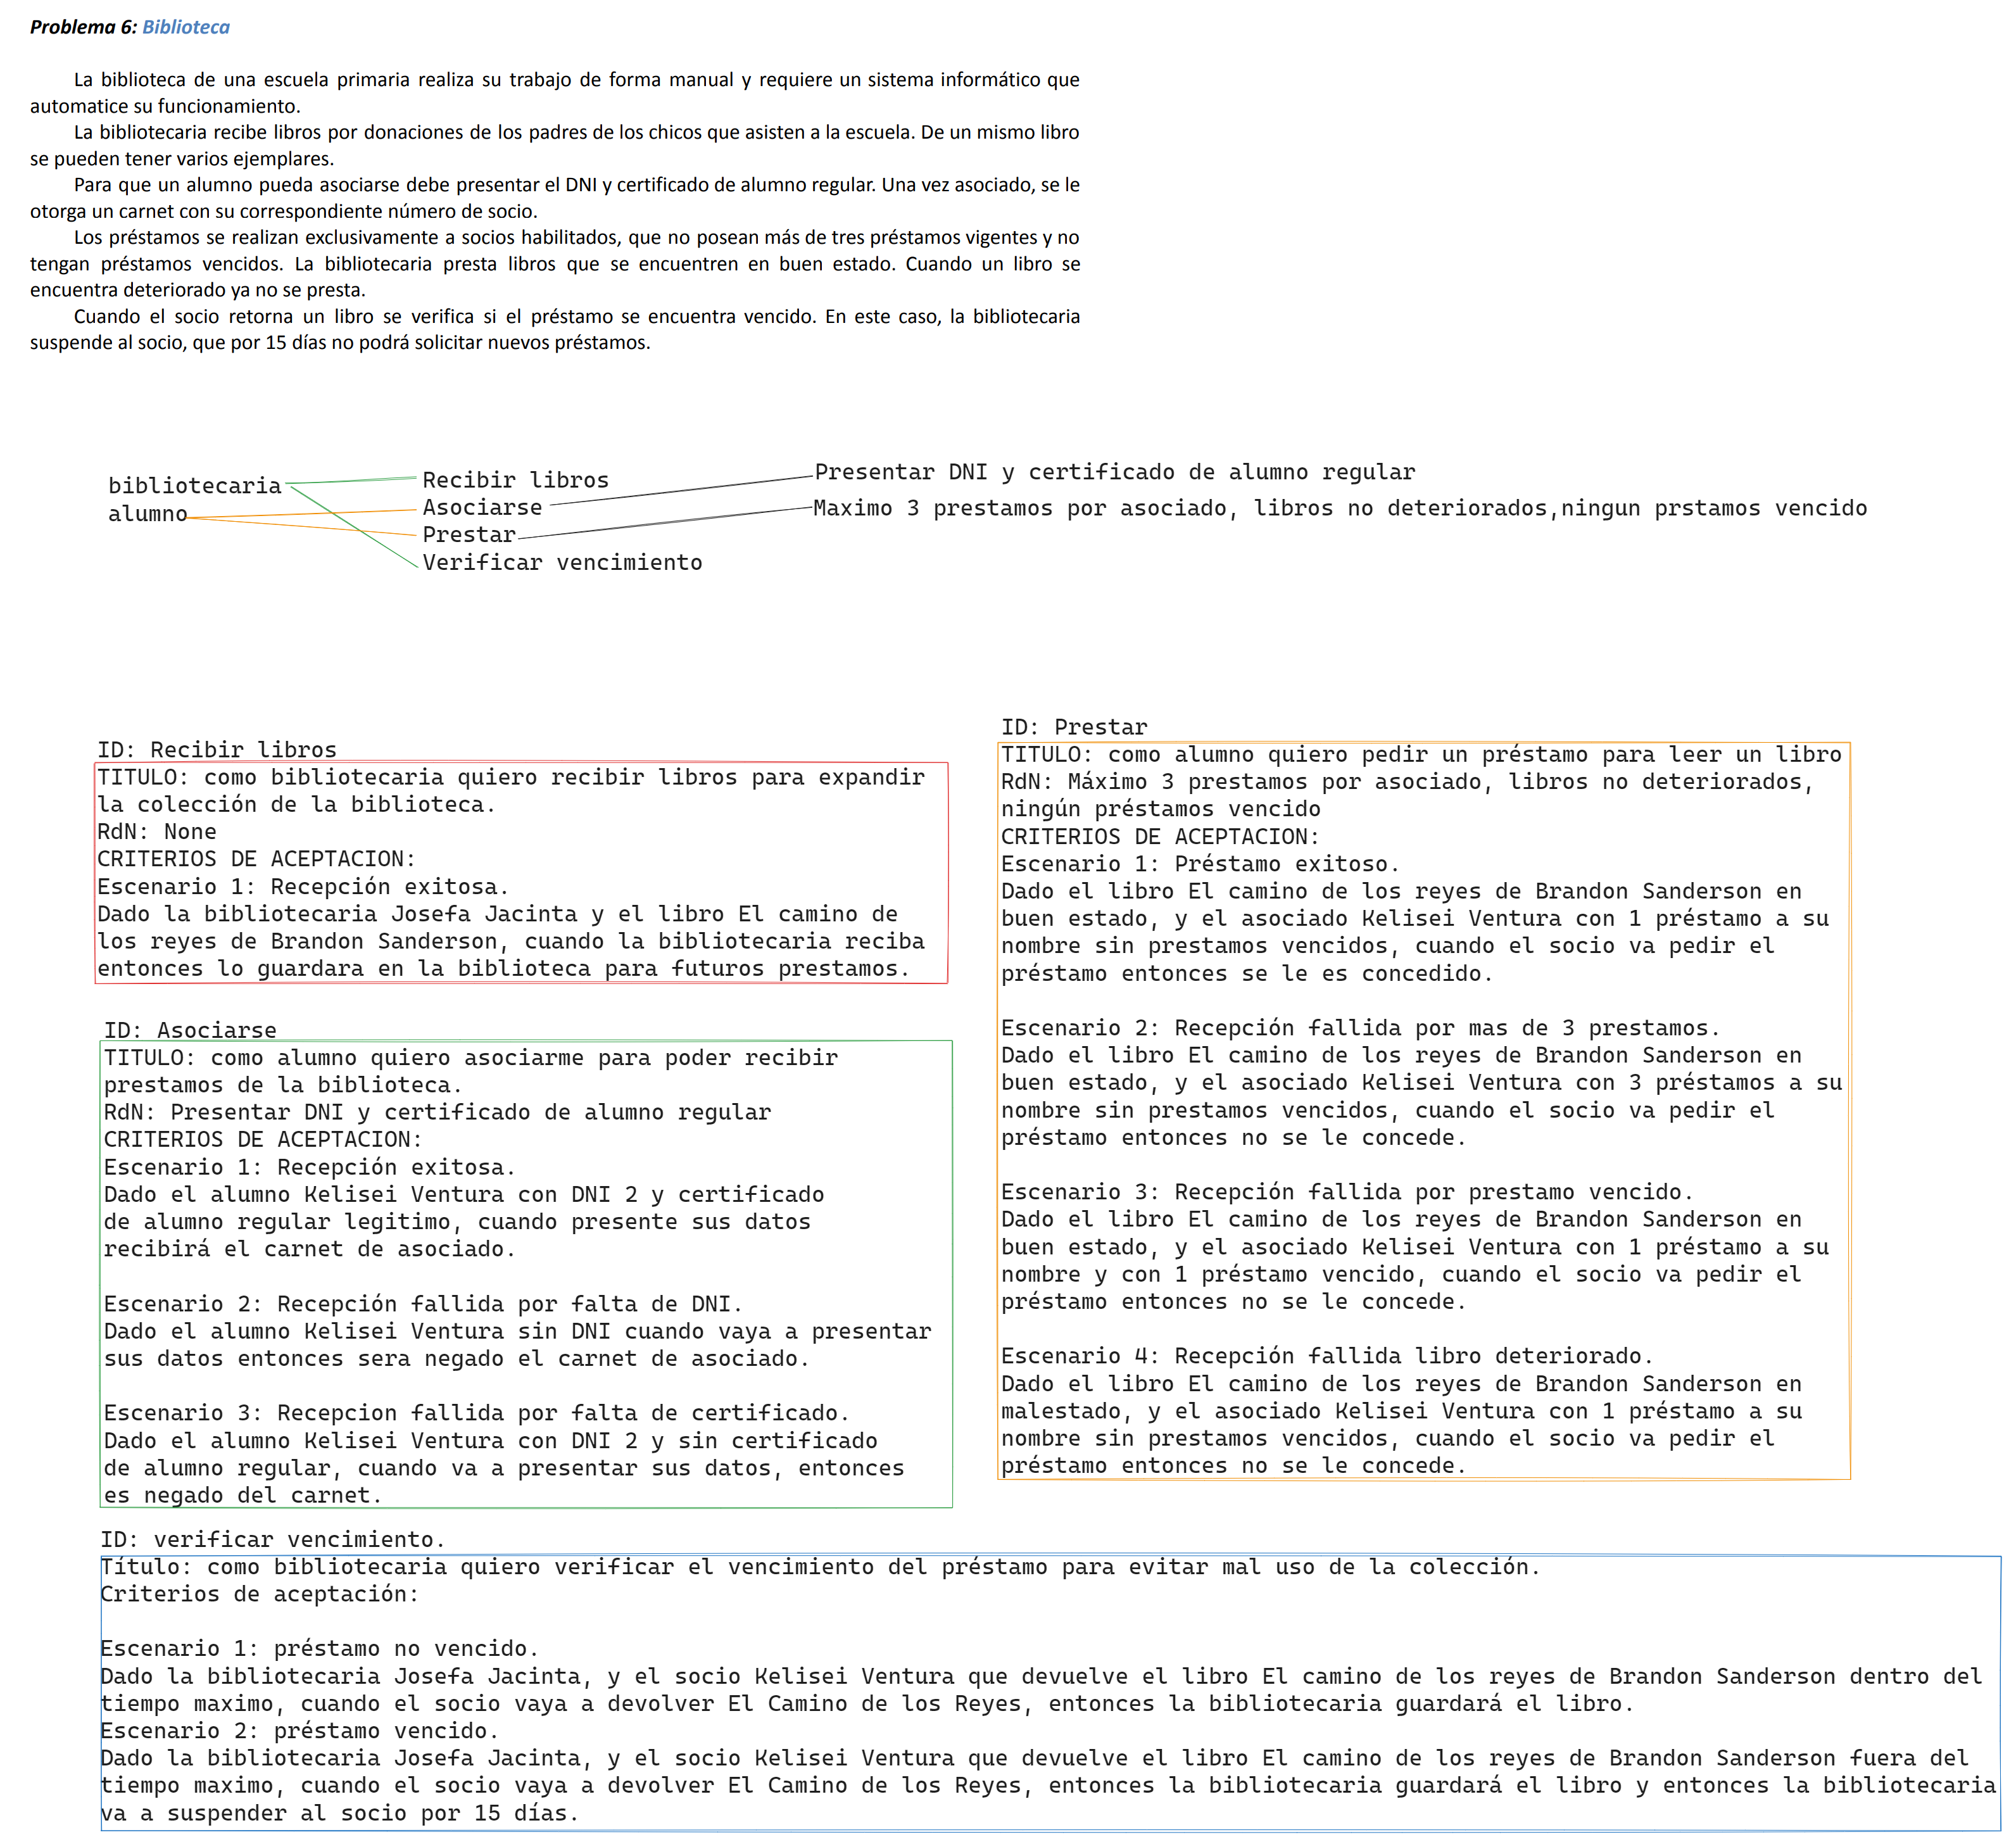 Problema 6: Biblioteca
La biblioteca de una escuela primaria realiza su trabajo de forma manual y requiere un sistema informático que
automatice su funcionamiento.
La bibliotecaria recibe libros por donaciones de los padres de los chicos que asisten a la escuela. De un mismo libro
se pueden tener varios ejemplares.
Para que un alumno pueda asociarse debe presentar el DNI y certificado de alumno regular. Una vez asociado, se le
otorga un carnet con su correspondiente número de socio.
Los préstamos se realizan exclusivamente a socios habilitados, que no posean más de tres préstamos vigentes y no
tengan préstamos vencidos. La bibliotecaria presta libros que se encuentren en buen estado. Cuando un libro se
encuentra deteriorado ya no se presta.
Cuando el socio retorna un libro se verifica si el préstamo se encuentra vencido. En este caso, la bibliotecaria
suspende al socio, que por 15 días no podrá solicitar nuevos préstamos.
bibliotecaria
alumno
Recibir libros
Asociarse
Prestar
Verificar vencimiento
Presentar DNI y certificado de alumno regular
Maximo 3 prestamos por asociado, libros no deteriorados,ningun prstamos vencido
ID: Recibir libros
TITULO: como bibliotecaria quiero recibir libros para expandir
la colección de la biblioteca.
RdN: None
CRITERIOS DE ACEPTACION:
Escenario 1: Recepción exitosa.
Dado la bibliotecaria Josefa Jacinta y el libro El camino de
los reyes de Brandon Sanderson, cuando la bibliotecaria reciba
entonces lo guardara en la biblioteca para futuros prestamos.
ID: Asociarse
TITULO: como alumno quiero asociarme para poder recibir
prestamos de la biblioteca.
RdN: Presentar DNI y certificado de alumno regular
CRITERIOS DE ACEPTACION:
Escenario 1: Recepción exitosa.
Dado el alumno Kelisei Ventura con DNI 2 y certificado
de alumno regular legitimo, cuando presente sus datos
recibirá el carnet de asociado.
Escenario 2: Recepción fallida por falta de DNI.
Dado el alumno Kelisei Ventura sin DNI cuando vaya a presentar
sus datos entonces sera negado el carnet de asociado.
Escenario 3: Recepcion fallida por falta de certificado.
Dado el alumno Kelisei Ventura con DNI 2 y sin certificado
de alumno regular, cuando va a presentar sus datos, entonces
es negado del carnet.
ID: Prestar
TITULO: como alumno quiero pedir un préstamo para leer un libro
RdN: Máximo 3 prestamos por asociado, libros no deteriorados,
ningún préstamos vencido
CRITERIOS DE ACEPTACION:
Escenario 1: Préstamo exitoso.
Dado el libro El camino de los reyes de Brandon Sanderson en
buen estado, y el asociado Kelisei Ventura con 1 préstamo a su
nombre sin prestamos vencidos, cuando el socio va pedir el
préstamo entonces se le es concedido.
Escenario 2: Recepción fallida por mas de 3 prestamos.
Dado el libro El camino de los reyes de Brandon Sanderson en
buen estado, y el asociado Kelisei Ventura con 3 préstamos a su
nombre sin prestamos vencidos, cuando el socio va pedir el
préstamo entonces no se le concede.
Escenario 3: Recepción fallida por prestamo vencido.
Dado el libro El camino de los reyes de Brandon Sanderson en
buen estado, y el asociado Kelisei Ventura con 1 préstamo a su
nombre y con 1 préstamo vencido, cuando el socio va pedir el
préstamo entonces no se le concede.
Escenario 4: Recepción fallida libro deteriorado.
Dado el libro El camino de los reyes de Brandon Sanderson en
malestado, y el asociado Kelisei Ventura con 1 préstamo a su
nombre sin prestamos vencidos, cuando el socio va pedir el
préstamo entonces no se le concede.
ID: verificar vencimiento.
Título: como bibliotecaria quiero verificar el vencimiento del préstamo para evitar mal uso de la colección.
Criterios de aceptación:
Escenario 1: préstamo no vencido.
Dado la bibliotecaria Josefa Jacinta, y el socio Kelisei Ventura que devuelve el libro El camino de los reyes de Brandon Sanderson dentro del
tiempo maximo, cuando el socio vaya a devolver El Camino de los Reyes, entonces la bibliotecaria guardará el libro.
Escenario 2: préstamo vencido.
Dado la bibliotecaria Josefa Jacinta, y el socio Kelisei Ventura que devuelve el libro El camino de los reyes de Brandon Sanderson fuera del
tiempo maximo, cuando el socio vaya a devolver El Camino de los Reyes, entonces la bibliotecaria guardará el libro y entonces la bibliotecaria
va a suspender al socio por 15 días.